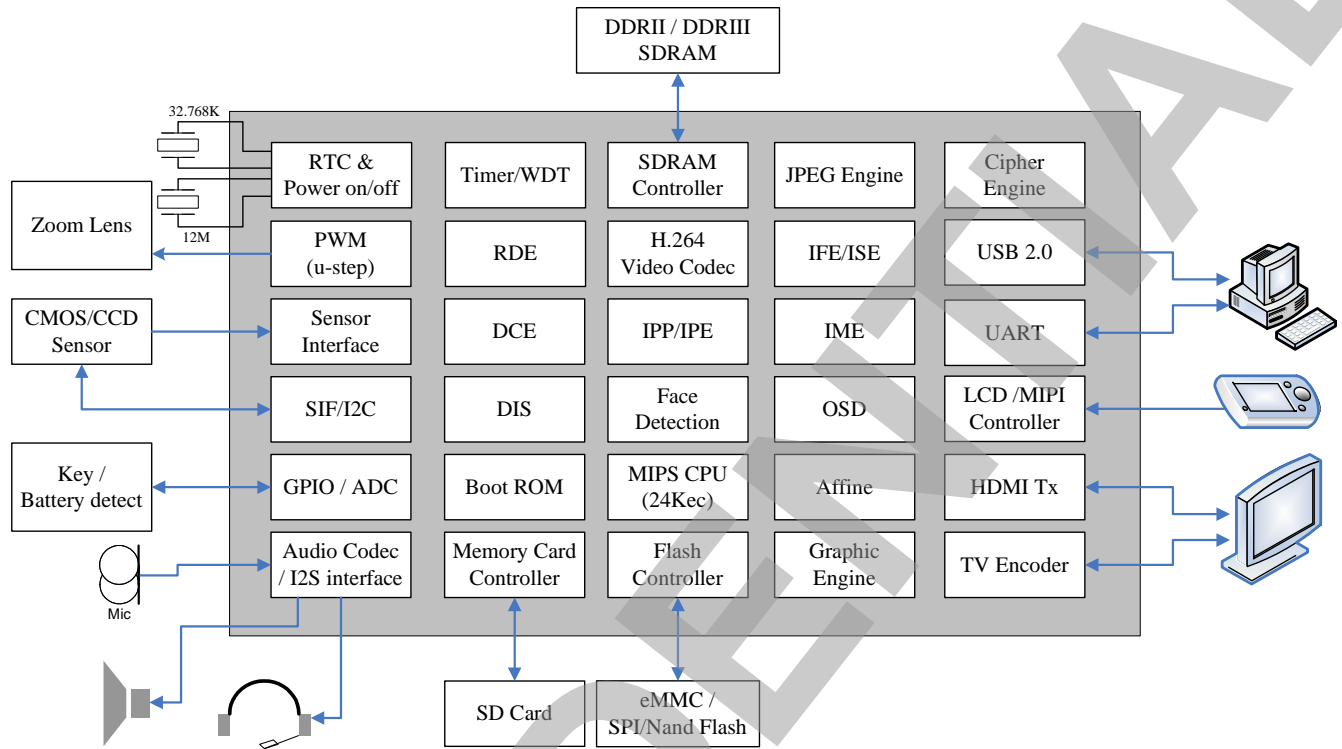 DDRII / DDRIII
SDRAM
32.768K
12M
RTC &
Power on/off
Timer/WDT
SDRAM
Controller
JPEG Engine
Cipher
Engine
Zoom Lens
PWM
(u-step)
RDE
H.264
Video Codec
IFE/ISE
USB 2.0
CMOS/CCD
Sensor
Sensor
Interface
DCE
IPP/IPE
IME
UART
SIF/I2C
DIS
Face
Detection
OSD
LCD /MIPI
Controller
Key /
Battery detect
GPIO / ADC
Boot ROM
MIPS CPU
(24Kec)
Affine
HDMI Tx
Mic
Audio Codec
/ I2S interface
Memory Card
Controller
Flash
Controller
Graphic
Engine
TV Encoder
SD Card
eMMC /
SPI/Nand Flash